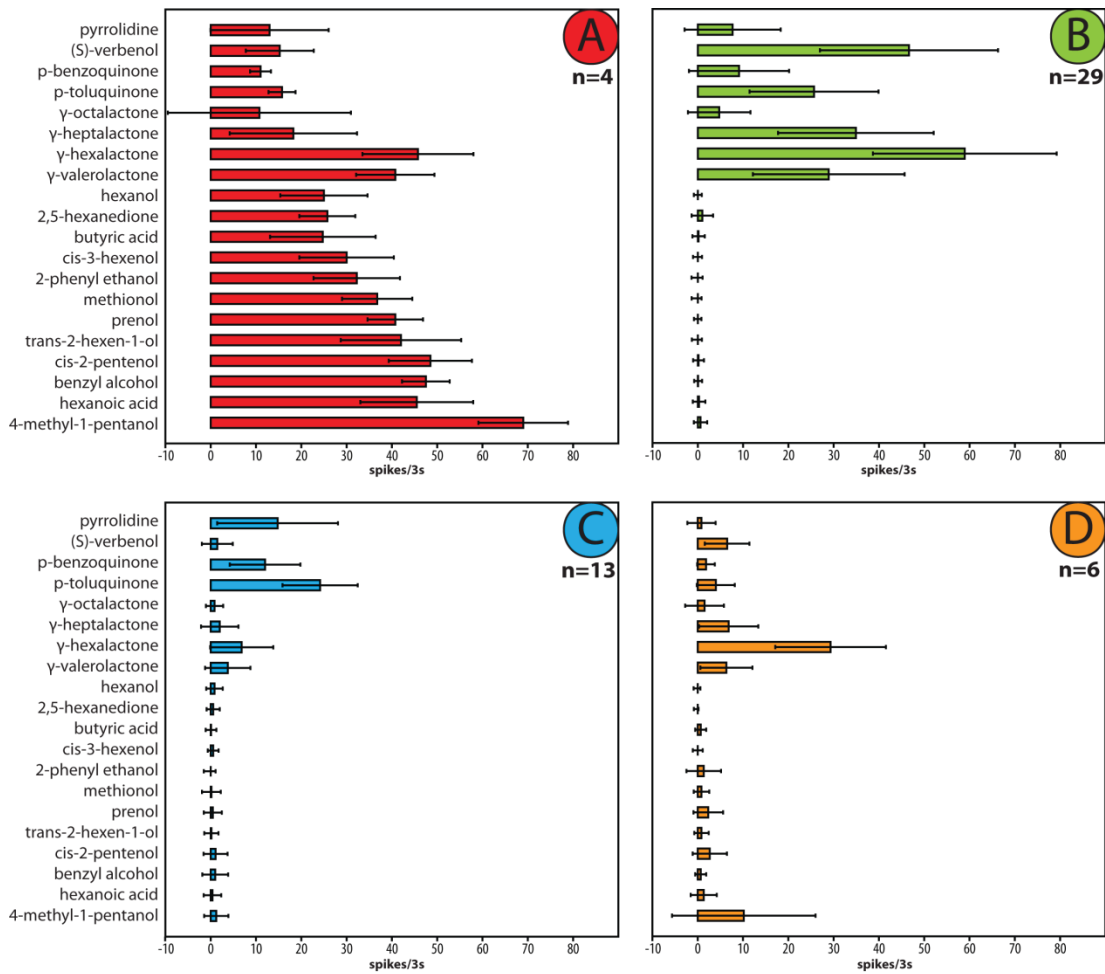 pyrrolidine
(S)-verbenol
p-benzoquinone
p-toluquinone
γ-octalactone
γ-heptalactone
γ-hexalactone
γ-valerolactone
hexanol
2,5-hexanedione
butyric acid
cis-3-hexenol
2-phenyl ethanol
methionol
prenol
trans-2-hexen-1-ol
cis-2-pentenol
benzyl alcohol
hexanoic acid
4-methyl-1-pentanol
A
n=4
-10 0 10 20 30 40 50 60 70 80
spikes/3s
B
n=29
-10 0 10 20 30 40 50 60 70 80
spikes/3s
pyrrolidine
(S)-verbenol
p-benzoquinone
p-toluquinone
γ-octalactone
γ-heptalactone
γ-hexalactone
γ-valerolactone
hexanol
2,5-hexanedione
butyric acid
cis-3-hexenol
2-phenyl ethanol
methionol
prenol
trans-2-hexen-1-ol
cis-2-pentenol
benzyl alcohol
hexanoic acid
4-methyl-1-pentanol
C
n=13
-10 0 10 20 30 40 50 60 70 80
spikes/3s
D
n=6
-10 0 10 20 30 40 50 60 70 80
spikes/3s